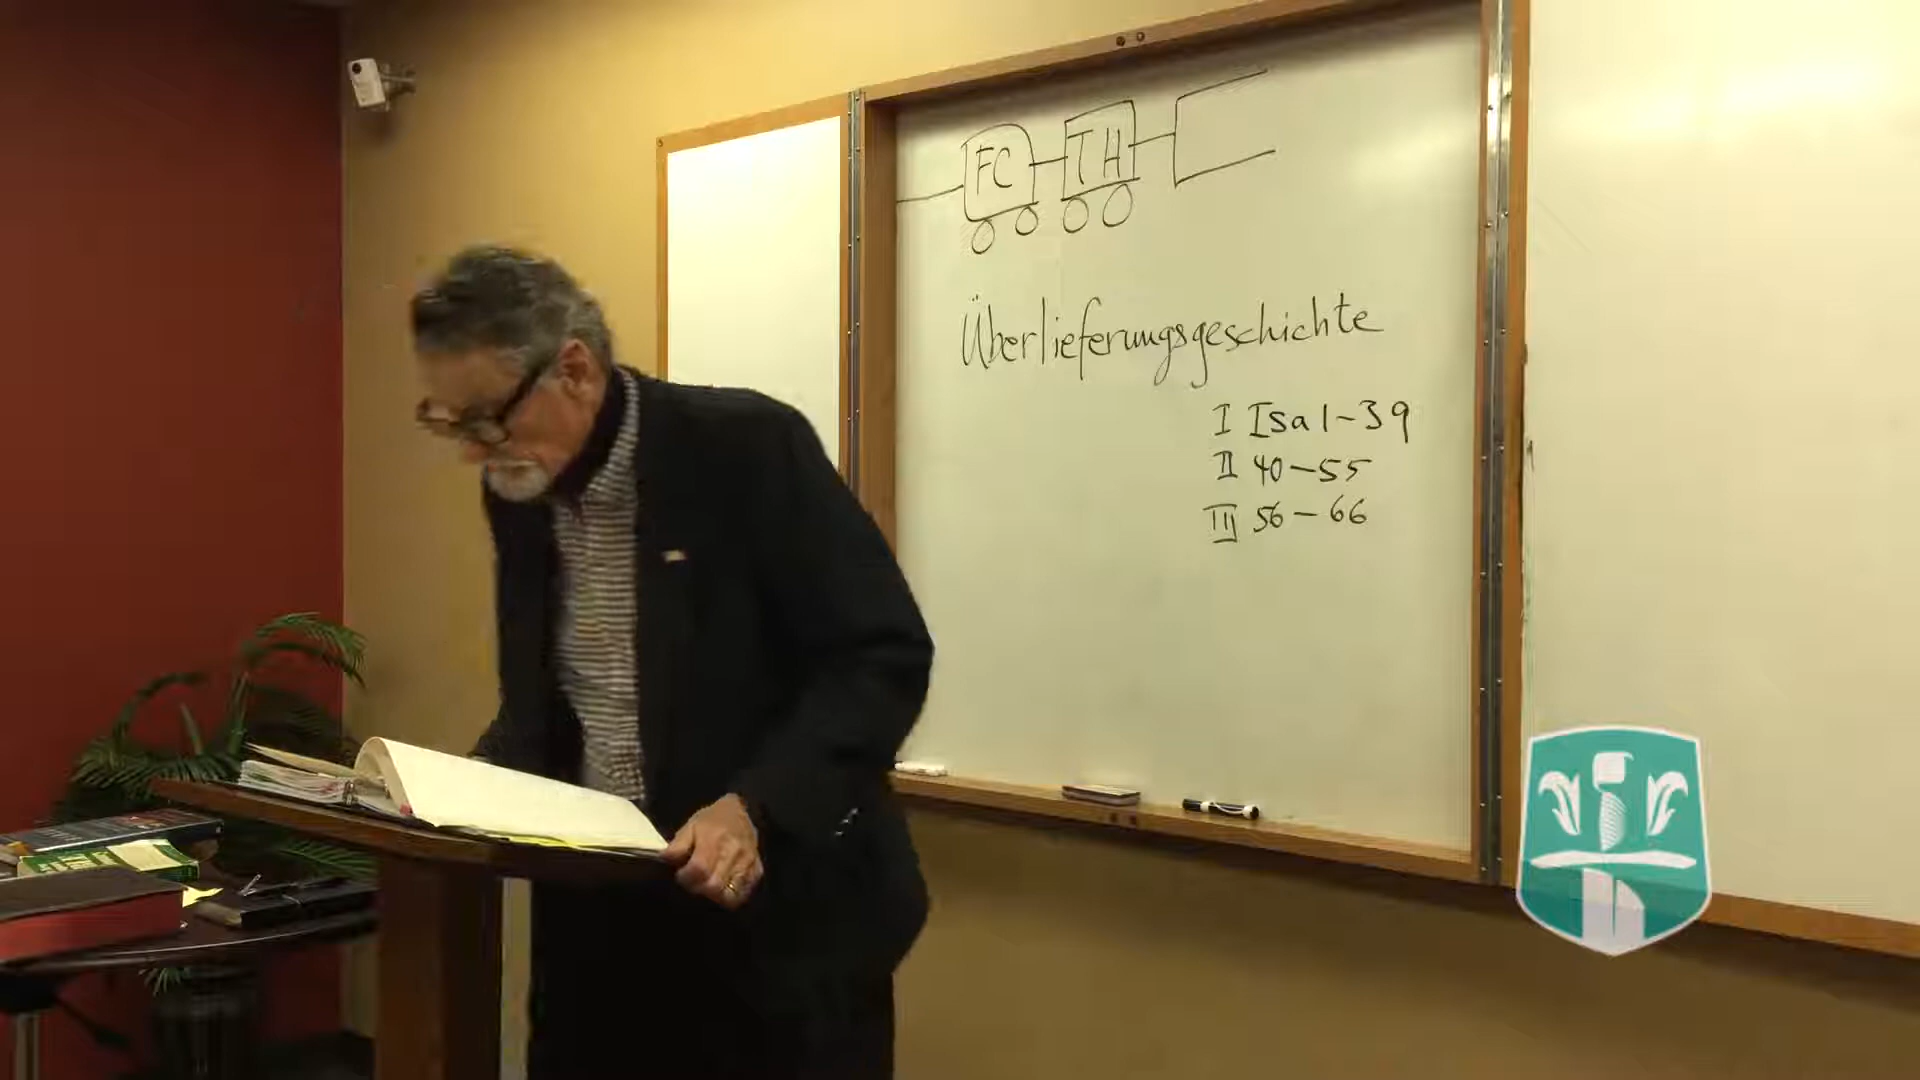 FC TH
Überlieferungsgeschichte
I Isa 1-39
II 40-55
III 56-66